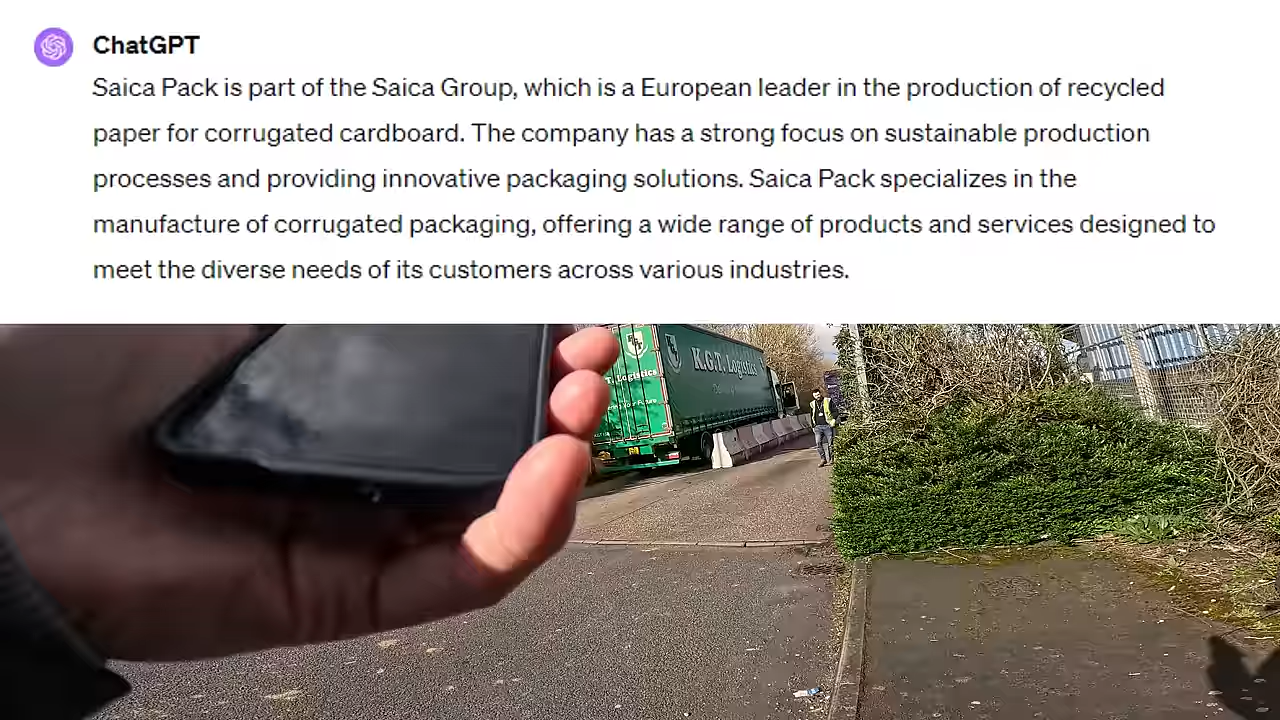 ChatGPT
Saica Pack is part of the Saica Group, which is a European leader in the production of recycled
paper for corrugated cardboard. The company has a strong focus on sustainable production
processes and providing innovative packaging solutions. Saica Pack specializes in the
manufacture of corrugated packaging, offering a wide range of products and services designed to
meet the diverse needs of its customers across various industries.
K.G.T. Logistics
T. Logistics
Your Future